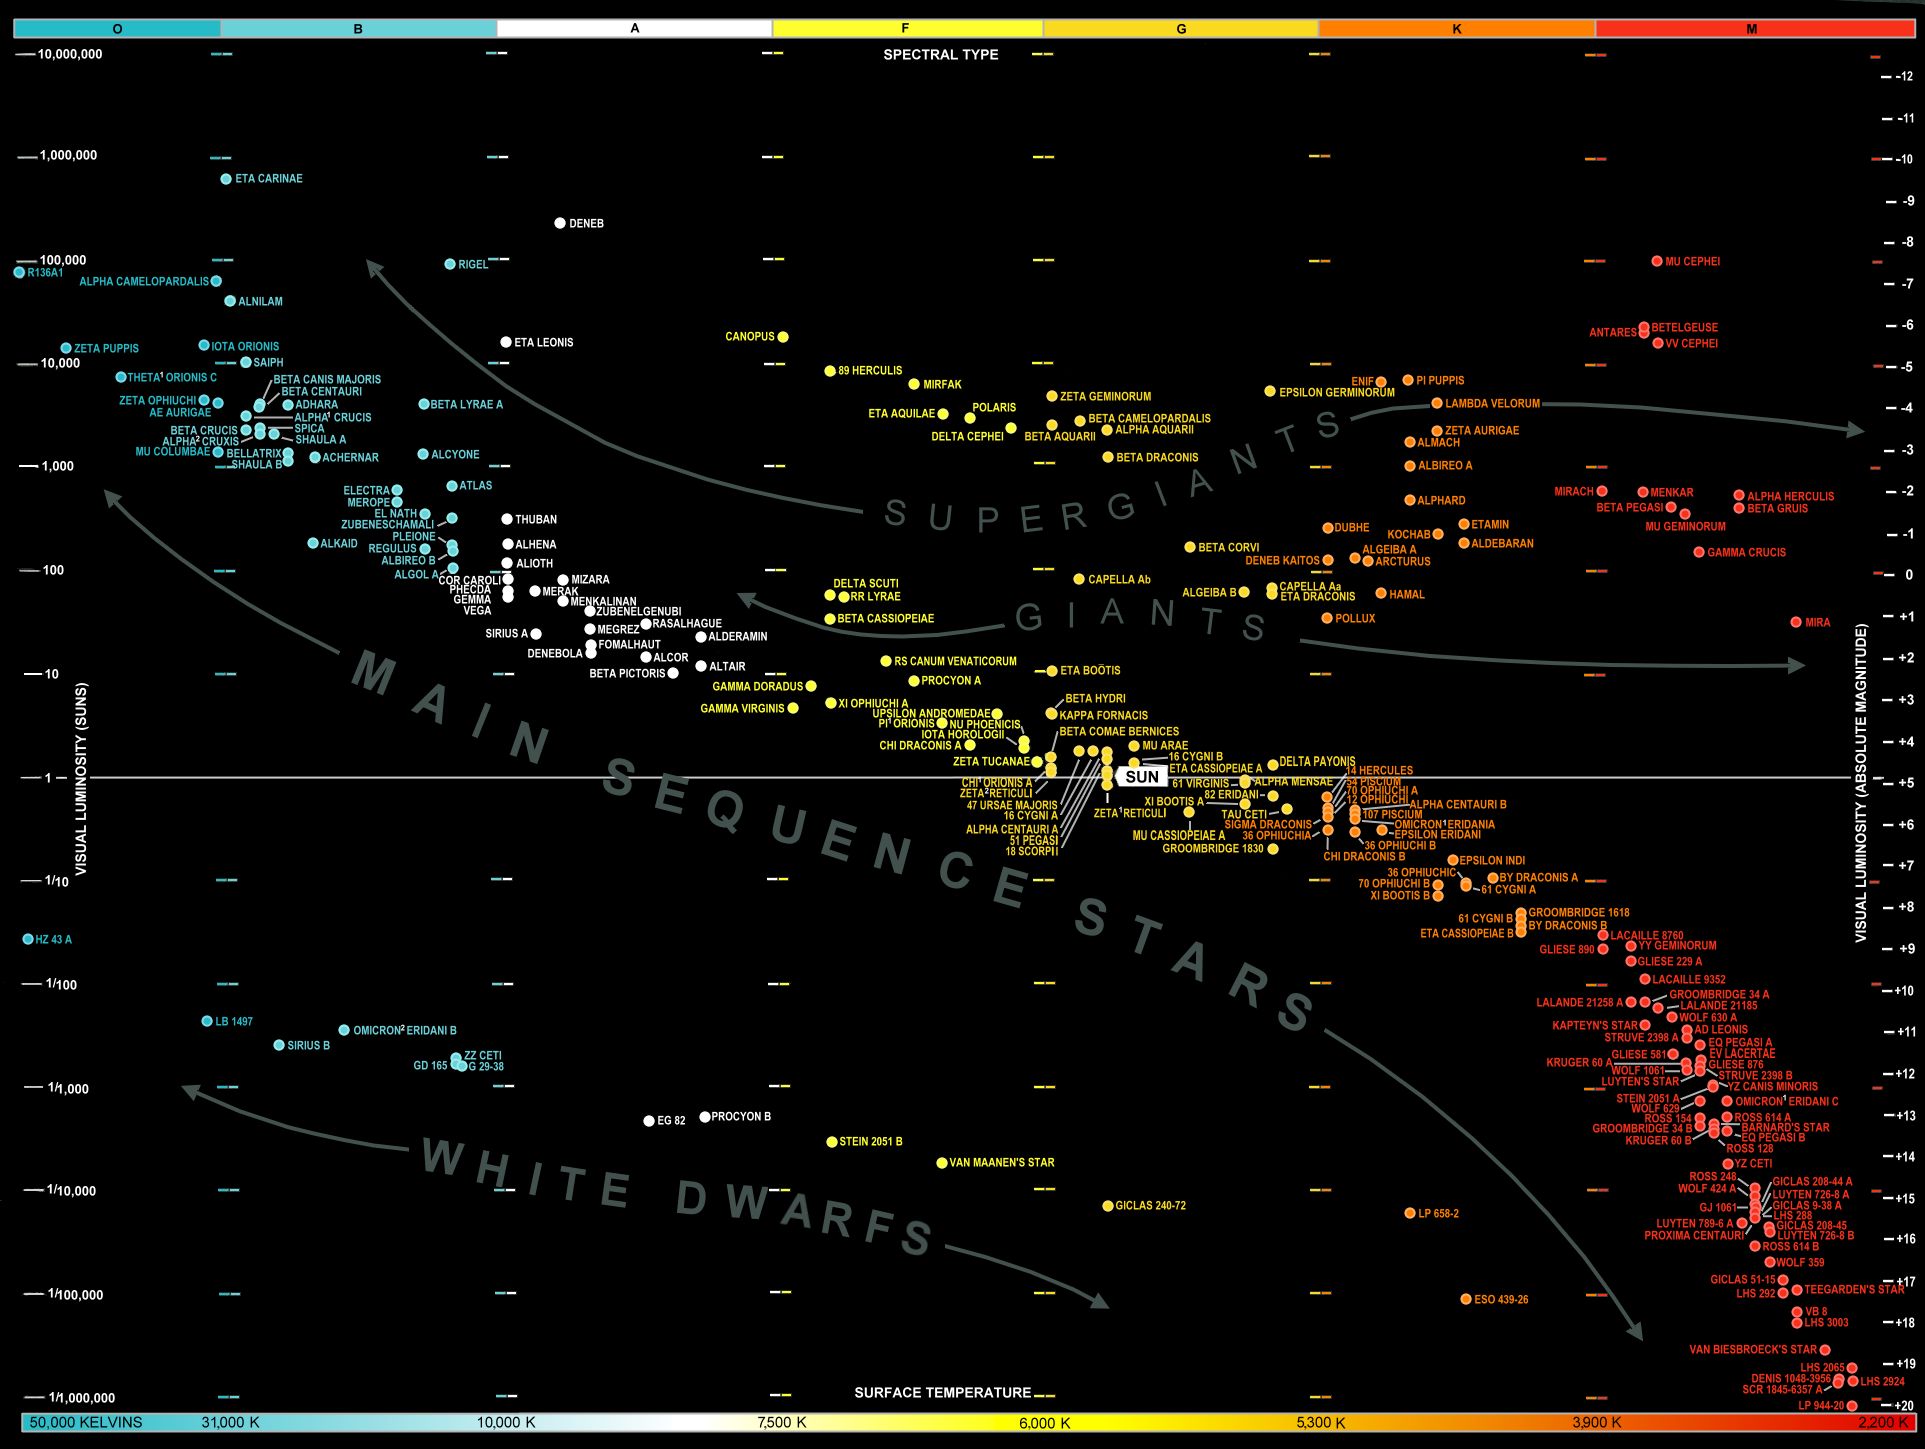 O B A F G K M
SPECTRAL TYPE
10,000,000
-12
-11
1,000,000
-10
ETA CARINAE
-9
DENEB
-8
100,000
RIGEL
MU CEPHEI
R136A1
ALPHA CAMELOPARDALIS
-7
ALNILAM
-6
BETELGEUSE
ANTARES
CANOPUS
ETA LEONIS
VV CEPHEI
IOTA ORIONIS
ZETA PUPPIS
10,000
SAIPH
-5
89 HERCULIS
THETA¹ ORIONIS C
BETA CANIS MAJORIS
ENIF
PI PUPPIS
MIRFAK
BETA CENTAURI
EPSILON GERMINORUM
ZETA GEMINORUM
ZETA OPHIUCHI
ADHARA
BETA LYRAE A
LAMBDA VELORUM
-4
POLARIS
AE AURIGAE
ETA AQUILAE
ALPHA¹ CRUCIS
BETA CAMELOPARDALIS
SPICA
BETA CRUCIS
ALPHA AQUARII
ZETA AURIGAE
DELTA CEPHEI
BETA AQUARII
ALPHA² CRUXIS
SHAULA A
ALMACH
MU COLUMBAE
BELLATRIX
ALCYONE
-3
ACHERNAR
BETA DRACONIS
SHAULA B
1,000
ALBIREO A
SUPERGIANTS
ATLAS
ELECTRA
MIRACH
MENKAR
-2
ALPHA HERCULIS
MEROPE
ALPHARD
BETA PEGASI
BETA GRUIS
EL NATH
THUBAN
ZUBENESCHAMALI
DUBHE
ETAMIN
MU GEMINORUM
PLEIONE
KOCHAB
-1
ALKAID
ALHENA
ALDEBARAN
REGULUS
BETA CORVI
ALGEIBA A
GAMMA CRUCIS
ALBIREO B
ALIOTH
DENEB KAITOS
ARCTURUS
100
ALGOL A
0
COR CAROLI
MIZARA
DELTA SCUTI
CAPELLA Ab
PHECDA
MERAK
CAPELLA Aa
ALGEIBA B
HAMAL
GEMMA
MENKALINAN
RR LYRAE
ETA DRACONIS
VEGA
ZUBENELGENUBI
GIANTS
BETA CASSIOPEIAE
POLLUX
+1
RASALHAGUE
MIRA
SIRIUS A
MEGREZ
ALDERAMIN
FOMALHAUT
DENEBOLA
ALCOR
+2
RS CANUM VENATICORUM
ALTAIR
10
BETA PICTORIS
ETA BOÖTIS
PROCYON A
GAMMA DORADUS
BETA HYDRI
+3
XI OPHIUCHI A
GAMMA VIRGINIS
UPSILON ANDROMEDAE
KAPPA FORNACIS
PI¹ ORIONIS
NU PHOENICIS
BETA COMAE BERNICES
IOTA HOROLOGII
CHI DRACONIS A
MU ARAE
+4
16 CYGNI B
ZETA TUCANAE
DELTA PAYONIS
ETA CASSIOPEIAE A
14 HERCULES
1
SUN
+5
CHI¹ ORIONIS A
61 VIRGINIS
ALPHA MENSAE
54 PISCIUM
ZETA² RETICULI
82 ERIDANI
70 OPHIUCHI A
12 OPHIUCHI
47 URSAE MAJORIS
XI BOOTIS A
ALPHA CENTAURI B
16 CYGNI A
ZETA¹ RETICULI
TAU CETI
107 PISCIUM
SIGMA DRACONIS
OMICRON¹ ERIDANIA
+6
ALPHA CENTAURI A
MU CASSIOPEIAE A
36 OPHIUCHIA
EPSILON ERIDANI
51 PEGASI
36 OPHIUCHI B
18 SCORPII
GROOMBRIDGE 1830
CHI DRACONIS B
EPSILON INDI
+7
36 OPHIUCHIC
BY DRACONIS A
1/10
70 OPHIUCHI B
61 CYGNI A
XI BOOTIS B
+8
GROOMBRIDGE 1618
61 CYGNI B
BY DRACONIS B
ETA CASSIOPEIAE B
LACAILLE 8760
HZ 43 A
GLIESE 890
YY GEMINORUM
+9
GLIESE 229 A
LACAILLE 9352
1/100
+10
GROOMBRIDGE 34 A
LALANDE 21258 A
LALANDE 21185
WOLF 630 A
LB 1497
KAPTEYN'S STAR
AD LEONIS
+11
OMICRON² ERIDANI B
STRUVE 2398 A
SIRIUS B
EQ PEGASI A
GLIESE 581
EV LACERTAE
ZZ CETI
KRUGER 60 A
GLIESE 876
GD 165
G 29-38
WOLF 1061
STRUVE 2398 B
+12
LUYTEN'S STAR
1/1,000
YZ CANIS MINORIS
STEIN 2051 A
OMICRON¹ ERIDANI C
WOLF 629
+13
EG 82
PROCYON B
ROSS 154
ROSS 614 A
GROOMBRIDGE 34 B
BARNARD'S STAR
STEIN 2051 B
KRUGER 60 B
EQ PEGASI B
ROSS 128
+14
VAN MAANEN'S STAR
YZ CETI
ROSS 248
GICLAS 208-44 A
1/10,000
WOLF 424 A
LUYTEN 726-8 A
+15
GICLAS 240-72
LP 658-2
GJ 1061
GICLAS 9-38 A
LHS 288
LUYTEN 789-6 A
GICLAS 208-45
PROXIMA CENTAURI
LUYTEN 726-8 B
+16
ROSS 614 B
WOLF 359
GICLAS 51-15
+17
LHS 292
TEEGARDEN'S STAR
1/100,000
ESO 439-26
VB 8
LHS 3003
+18
VAN BIESBROECK'S STAR
+19
LHS 2065
DENIS 1048-3956
LHS 2924
SCR 1845-6357 A
1/1,000,000
LP 944-20
+20
MAIN SEQUENCE STARS
WHITE DWARFS
VISUAL LUMINOSITY (SUNS)
VISUAL LUMINOSITY (ABSOLUTE MAGNITUDE)
SURFACE TEMPERATURE
50,000 KELVINS 31,000 K 10,000 K 7,500 K 6,000 K 5,300 K 3,900 K 2,200 K